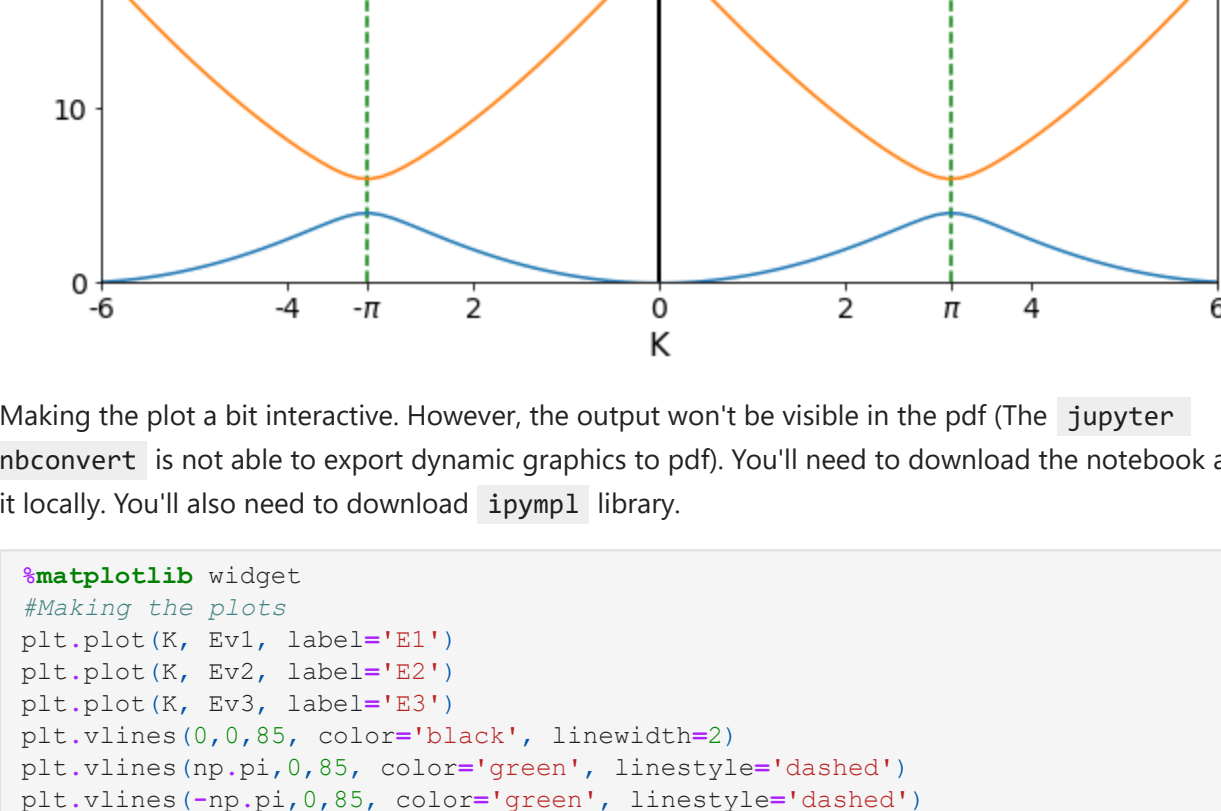 10
0
-6 -4 -π 2 0 2 π 4 6
K
Making the plot a bit interactive. However, the output won't be visible in the pdf (The jupyter
nbconvert is not able to export dynamic graphics to pdf). You'll need to download the notebook a
it locally. You'll also need to download ipympl library.
%matplotlib widget
#Making the plots
plt.plot(K, Ev1, label='E1')
plt.plot(K, Ev2, label='E2')
plt.plot(K, Ev3, label='E3')
plt.vlines(0,0,85, color='black', linewidth=2)
plt.vlines(np.pi,0,85, color='green', linestyle='dashed')
plt.vlines(-np.pi,0,85, color='green', linestyle='dashed')